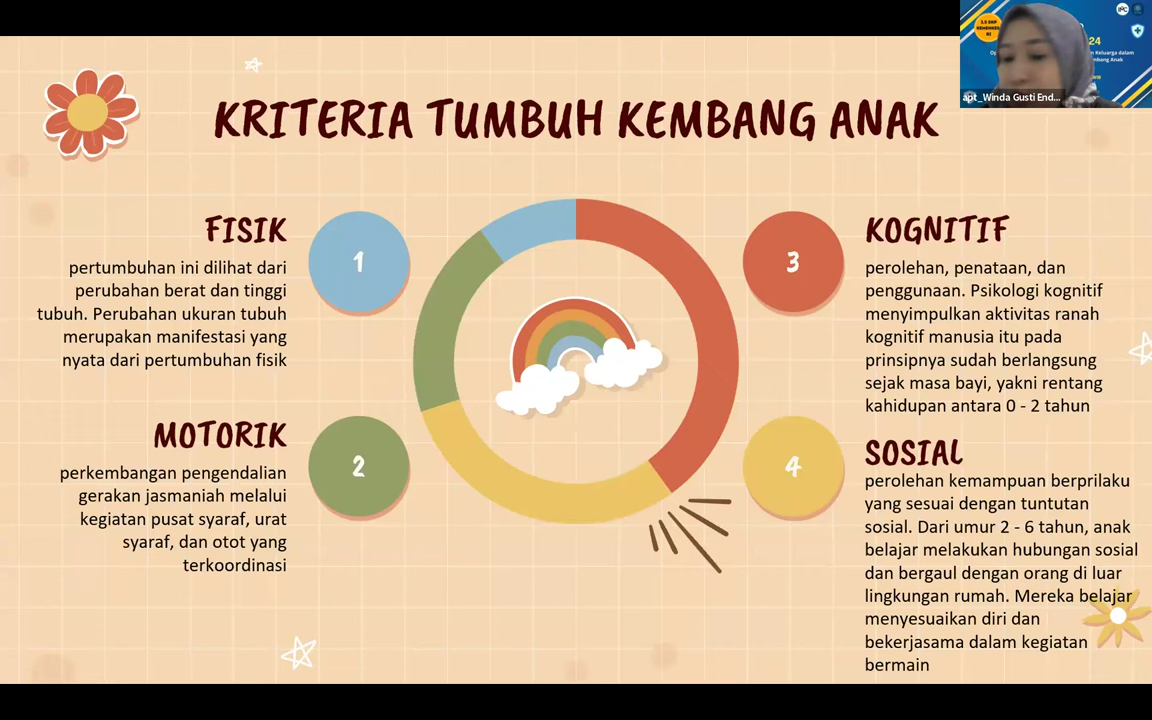 KRITERIA TUMBUH KEMBANG ANAK
FISIK
pertumbuhan ini dilihat dari
perubahan berat dan tinggi
tubuh. Perubahan ukuran tubuh
merupakan manifestasi yang
nyata dari pertumbuhan fisik
1
MOTORIK
perkembangan pengendalian
gerakan jasmaniah melalui
kegiatan pusat syaraf, urat
syaraf, dan otot yang
terkoordinasi
2
3
KOGNITIF
perolehan, penataan, dan
penggunaan. Psikologi kognitif
menyimpulkan aktivitas ranah
kognitif manusia itu pada
prinsipnya sudah berlangsung
sejak masa bayi, yakni rentang
kahidupan antara 0 - 2 tahun
4
SOSIAL
perolehan kemampuan berprilaku
yang sesuai dengan tuntutan
sosial. Dari umur 2 - 6 tahun, anak
belajar melakukan hubungan sosial
dan bergaul dengan orang di luar
lingkungan rumah. Mereka belajar
menyesuaikan diri dan
bekerjasama dalam kegiatan
bermain
24
Keluarga dalam
mbang Anak
apt_Winda Gusti End...